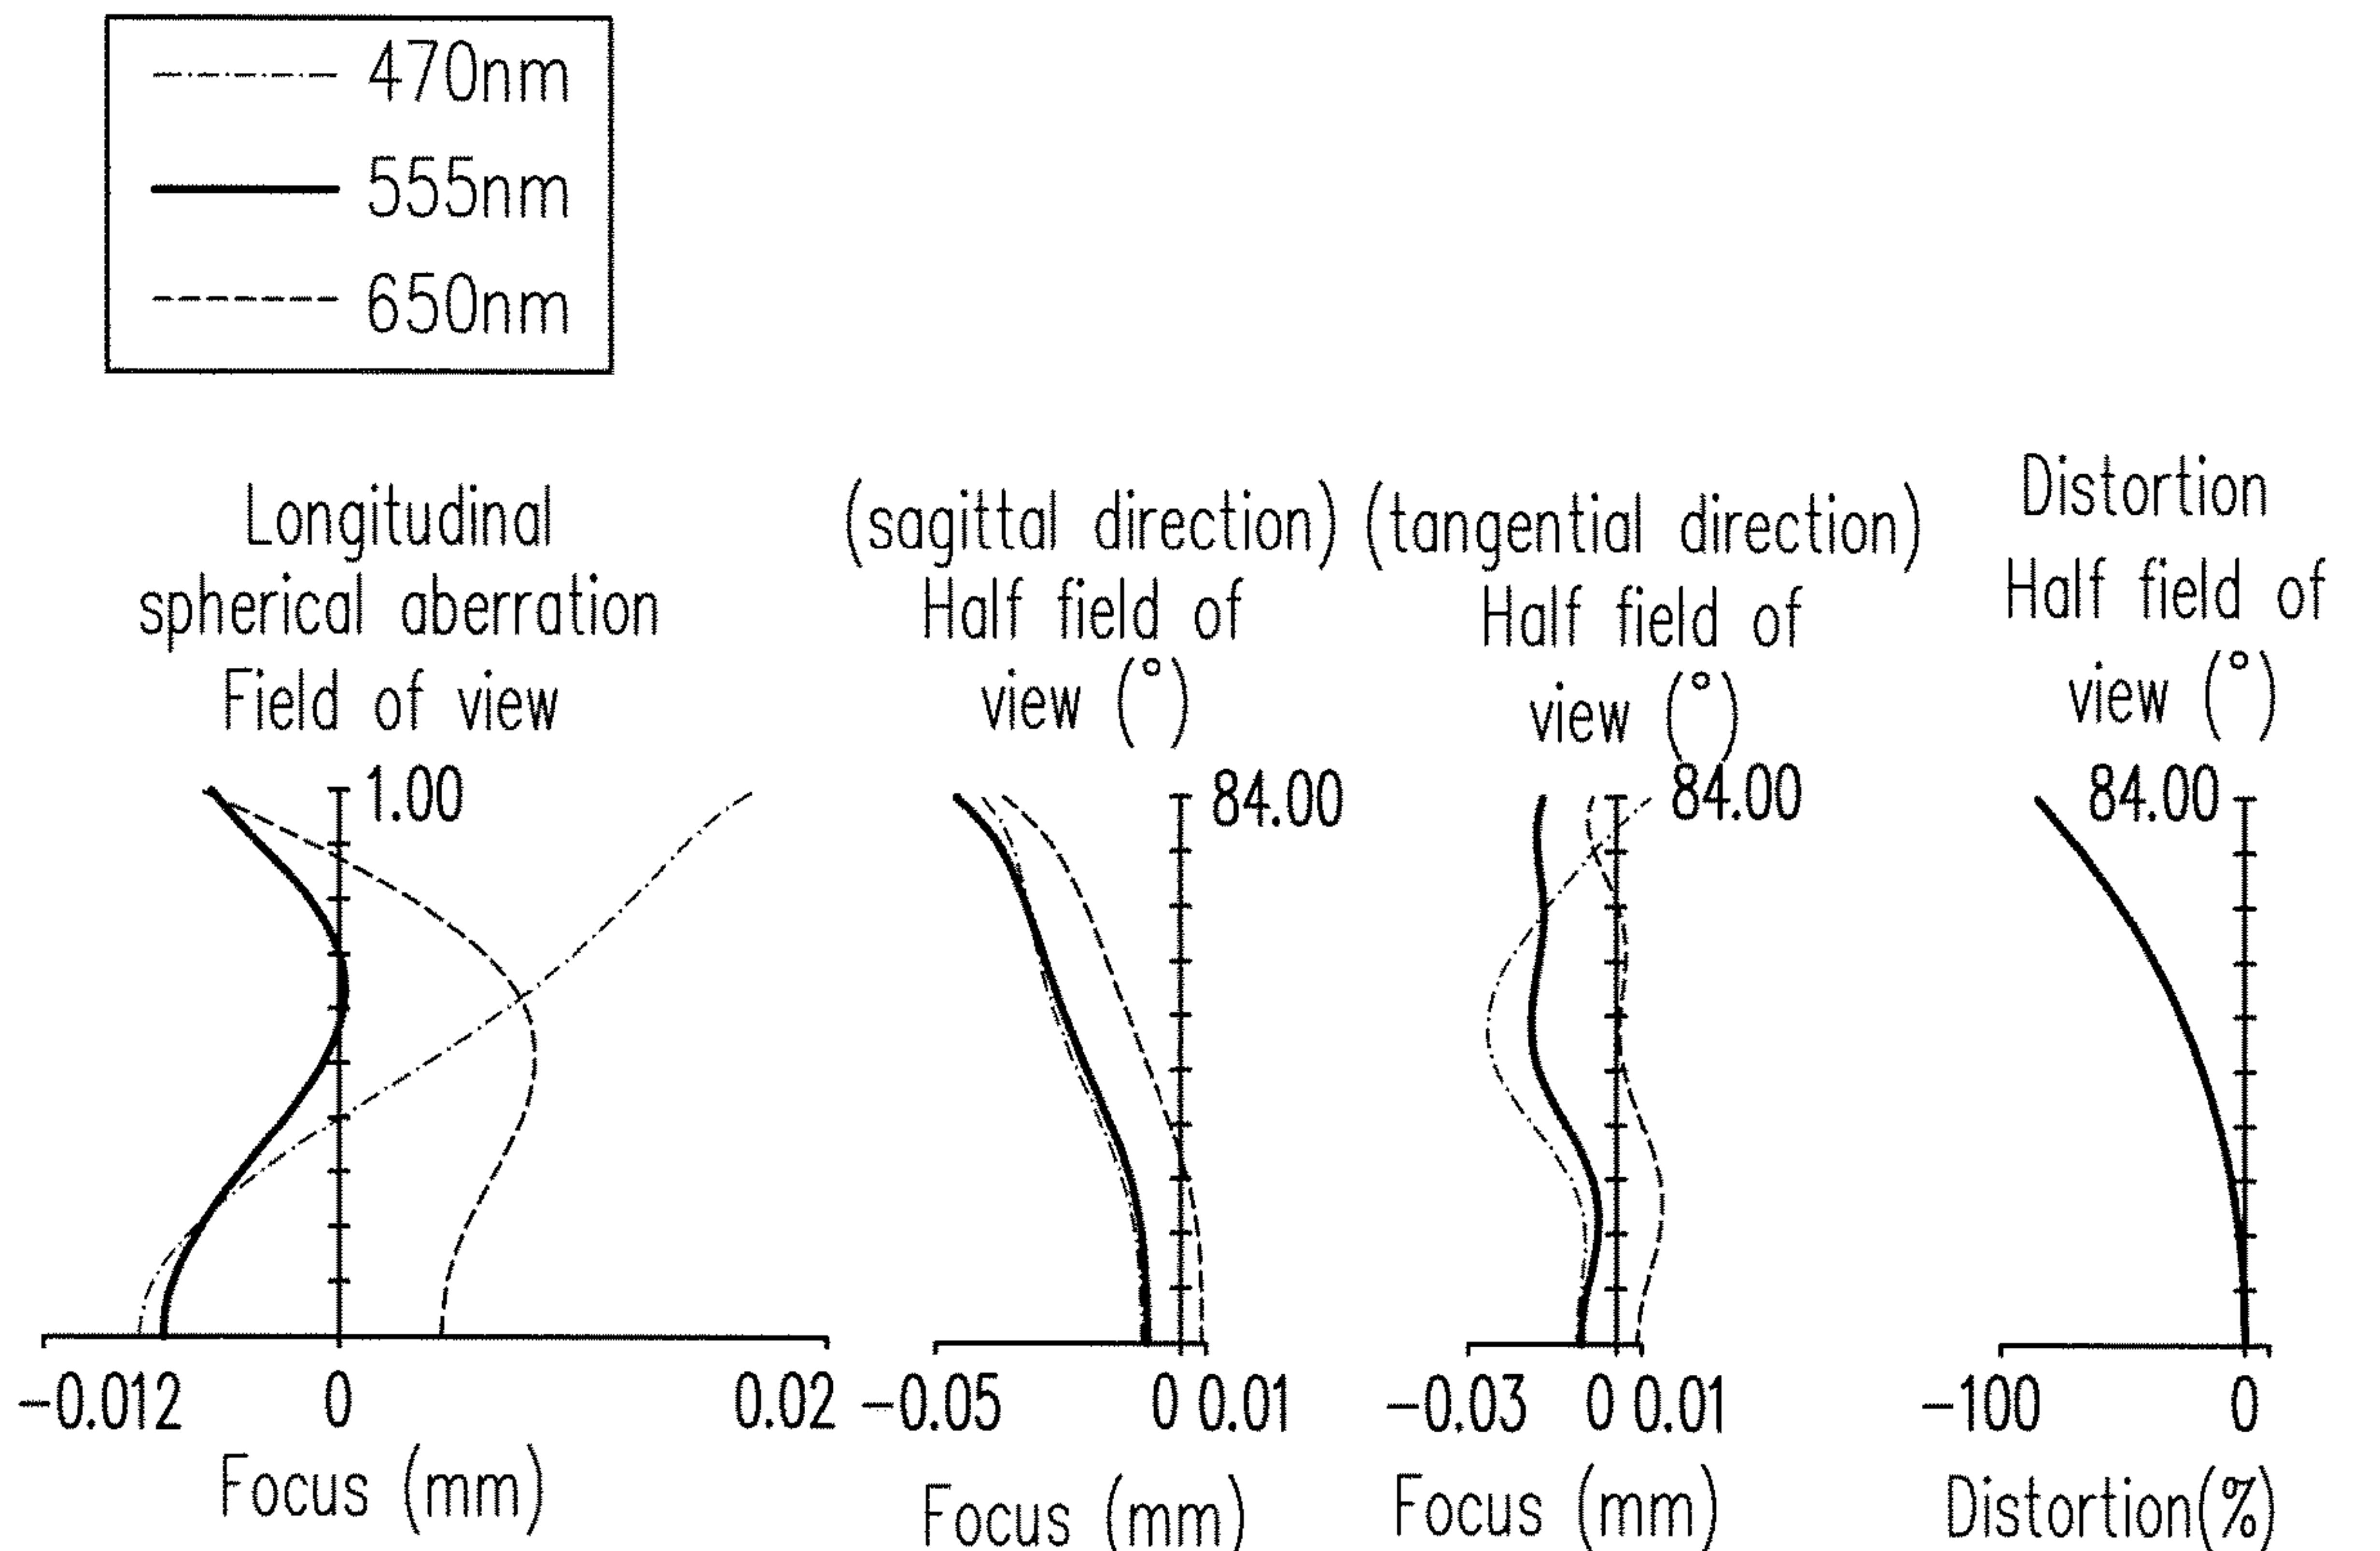 470nm
555nm
650nm
Longitudinal
spherical aberration
Field of view
1.00
-0.012
0
0.02
Focus (mm)
(sagittal direction)
Half field of
view (°)
84.00
-0.05
0
0.01
Focus (mm)
(tangential direction)
Half field of
view (°)
84.00
-0.03
0
0.01
Focus (mm)
Distortion
Half field of
view (°)
84.00
-100
0
Distortion(%)